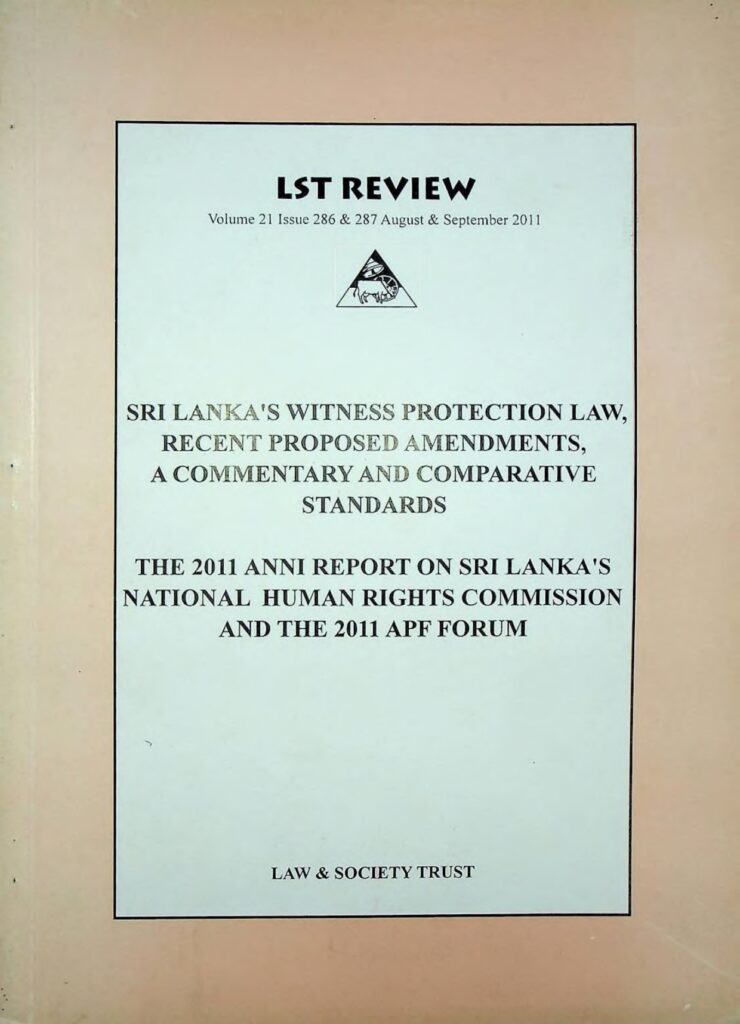 LST REVIEW
Volume 21 Issue 286 & 287 August & September 2011
SRI LANKA'S WITNESS PROTECTION LAW,
RECENT PROPOSED AMENDMENTS,
A COMMENTARY AND COMPARATIVE
STANDARDS
THE 2011 ANNI REPORT ON SRI LANKA'S
NATIONAL HUMAN RIGHTS COMMISSION
AND THE 2011 APF FORUM
LAW & SOCIETY TRUST